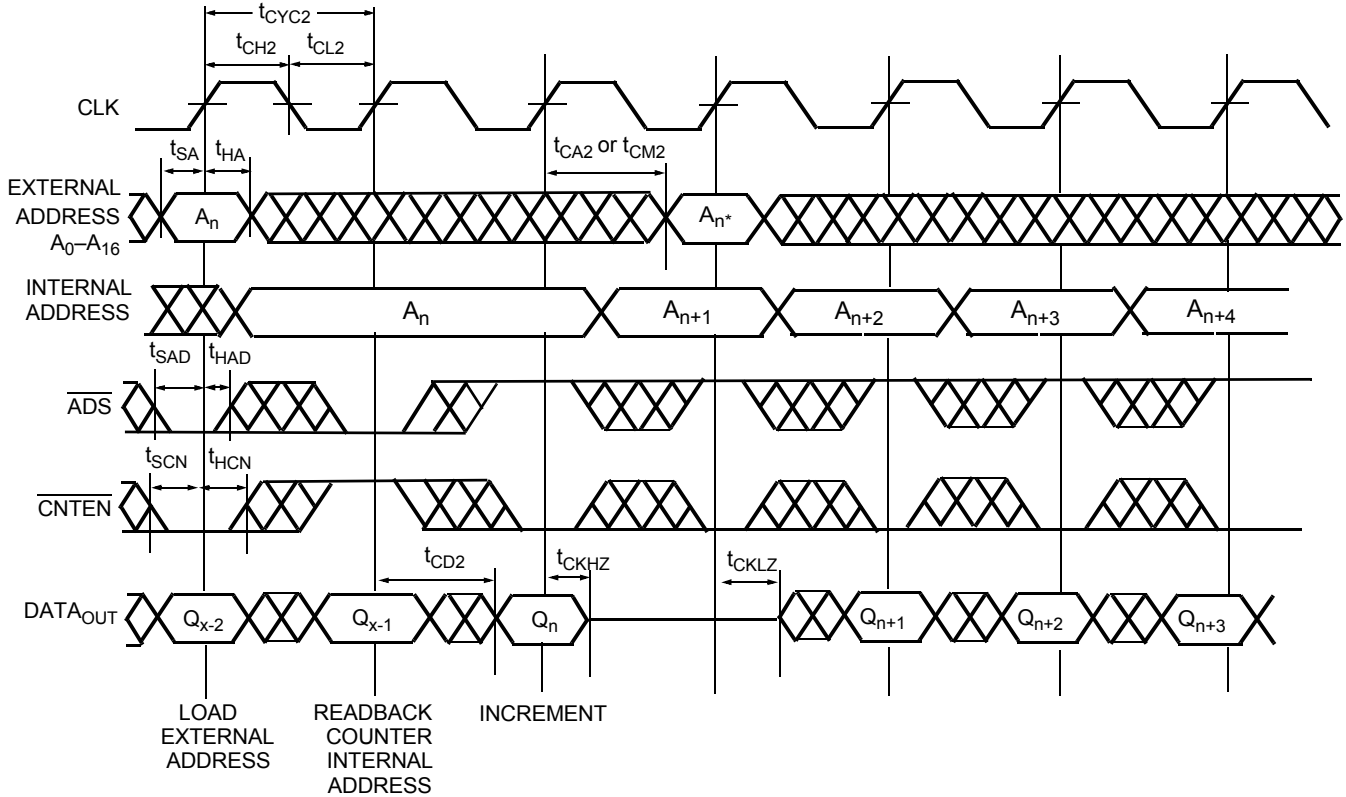 tCYC2
tCH2 tCL2
CLK
tSA tHA
tCA2 or tCM2
EXTERNAL
ADDRESS
A0–A16
An
An*
INTERNAL
ADDRESS
An An+1 An+2 An+3 An+4
tSAD tHAD
ADS
tSCN tHCN
CNTEN
tCD2 tCKHZ tCKLZ
DATAOUT
Qx-2 Qx-1 Qn Qn+1 Qn+2 Qn+3
LOAD
EXTERNAL
ADDRESS
READBACK
COUNTER
INTERNAL
ADDRESS
INCREMENT